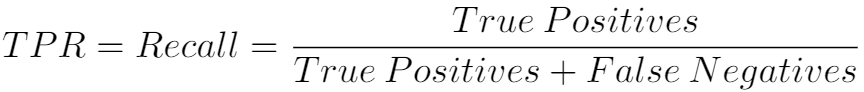 TPR = Recall = True Positives / True Positives + False Negatives